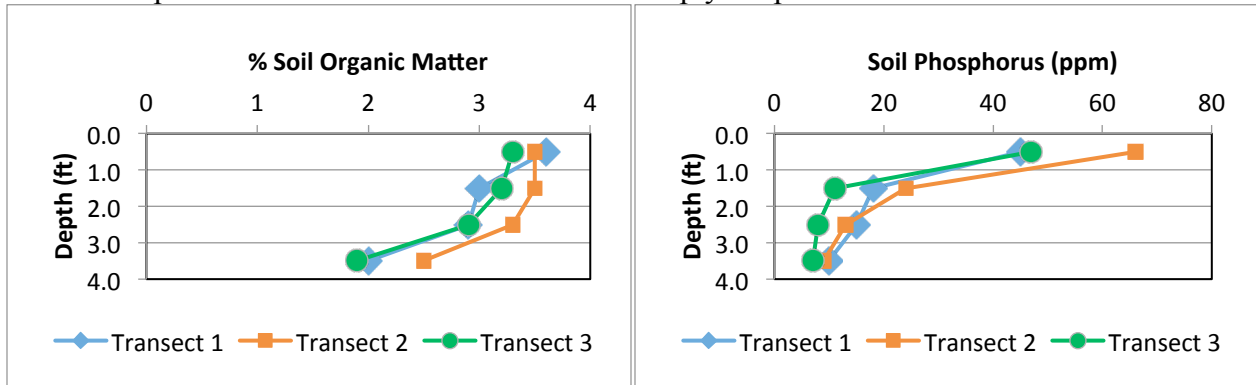 % Soil Organic Matter
0 1 2 3 4
0.0
1.0
2.0
3.0
4.0
Depth (ft)
Transect 1 Transect 2 Transect 3
Soil Phosphorus (ppm)
0 20 40 60 80
0.0
1.0
2.0
3.0
4.0
Depth (ft)
Transect 1 Transect 2 Transect 3